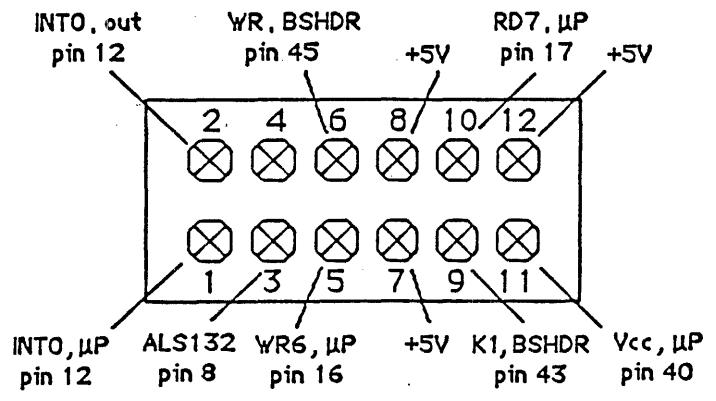 INTO, out WR, BSHDR RD7, µP
pin 12 pin 45 +5V pin 17 +5V
2 4 6 8 10 12
1 3 5 7 9 11
INTO, µP ALS132 WR6, µP +5V K1, BSHDR Vcc, µP
pin 12 pin 8 pin 16 pin 43 pin 40